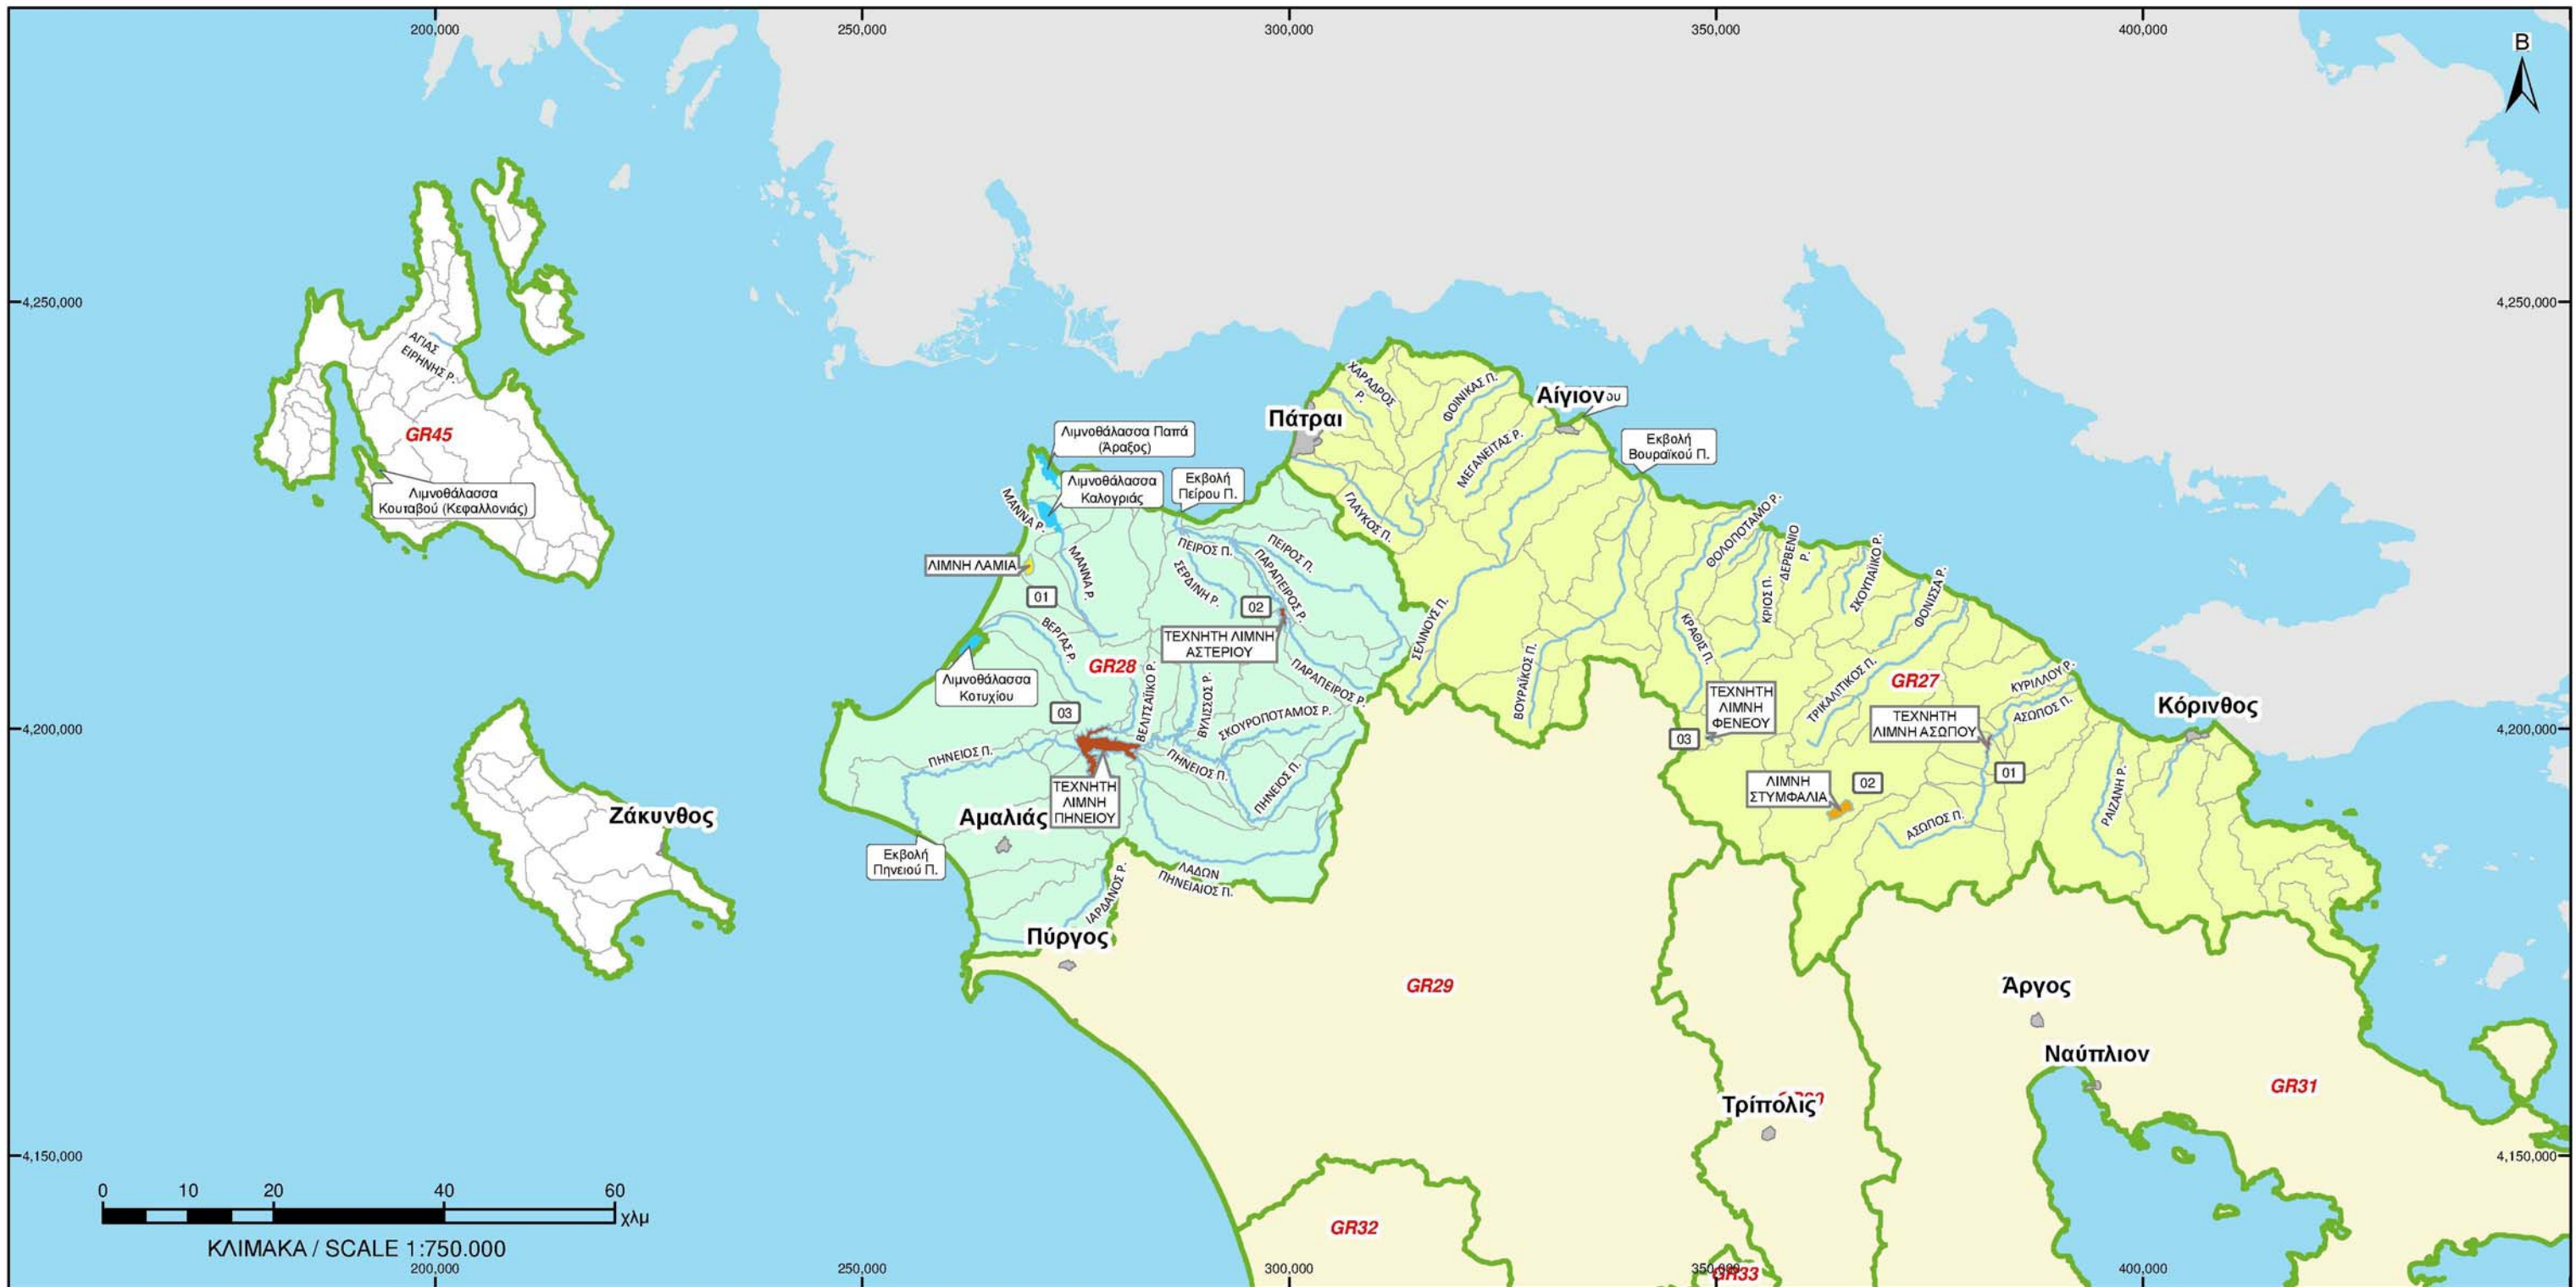 200,000
250,000
300,000
350,000
400,000
Β
4,250,000
4,250,000
ΑΓΙΑΣ
ΕΙΡΗΝΗΣ Ρ.
GR45
Λιμνοθάλασσα
Κουταβού (Κεφαλλονιάς)
Ζάκυνθος
Λιμνοθάλασσα Παπά
(Άραξος)
Λιμνοθάλασσα
Καλογριάς
Εκβολή
Πείρου Π.
Πάτραι
ΧΑΡΑΔΡΟΣ
Ρ.
ΦΟΙΝΙΚΑΣ Π.
Αίγιον
ου
ΜΕΓΑΝΕΙΤΑΣ Ρ.
Εκβολή
Βουραϊκού Π.
ΓΛΑΥΚΟΣ Π.
ΜΑΝΝΑ Ρ.
ΜΑΝΝΑ Ρ.
ΛΙΜΝΗ ΛΑΜΙΑ
01
ΒΕΡΓΑΣ Ρ.
ΠΕΙΡΟΣ Π.
ΠΕΙΡΟΣ Π.
ΠΑΡΑΠΕΙΡΟΣ Ρ.
ΣΕΡΔΙΝΗ Ρ.
02
ΤΕΧΝΗΤΗ ΛΙΜΝΗ
ΑΣΤΕΡΙΟΥ
GR28
Λιμνοθάλασσα
Κοτυχίου
ΠΑΡΑΠΕΙΡΟΣ Ρ.
ΒΕΛΙΤΣΑΪΙΚΟ Ρ.
ΒΥΛΙΣΣΟΣ Ρ.
ΣΚΟΥΡΟΠΟΤΑΜΟΣ Ρ.
03
ΠΗΝΕΙΟΣ Π.
ΠΗΝΕΙΟΣ Π.
ΠΗΝΕΙΟΣ Π.
ΤΕΧΝΗΤΗ
ΛΙΜΝΗ
ΠΗΝΕΙΟΥ
Αμαλιάς
Εκβολή
Πηνειού Π.
ΛΑΔΩΝ
ΠΗΝΕΙΑΙΟΣ Π.
ΙΑΡΔΑΝΟΣ Ρ.
Πύργος
ΣΕΛΙΝΟΥΣ Π.
ΒΟΥΡΑΪΚΟΣ Π.
ΘΟΛΟΠΟΤΑΜΟ Ρ.
ΚΡΑΘΙΣ Π.
ΚΡΙΟΣ Π.
ΔΕΡΒΕΝΙΟ
Ρ.
ΣΚΟΥΠΑΙΪΚΟ Ρ.
ΦΟΝΙΣΣΑ Ρ.
ΤΡΙΚΑΛΙΤΙΚΟΣ Π.
GR27
ΚΥΡΙΛΛΟΥ Ρ.
ΑΣΩΠΟΣ Π.
Κόρινθος
ΤΕΧΝΗΤΗ
ΛΙΜΝΗ
ΦΕΝΕΟΥ
03
ΤΕΧΝΗΤΗ
ΛΙΜΝΗ ΑΣΩΠΟΥ
01
ΛΙΜΝΗ
ΣΤΥΜΦΑΛΙΑ
02
ΑΣΩΠΟΣ Π.
ΡΑΙΖΑΝΗ Ρ.
4,200,000
4,200,000
GR29
Άργος
Ναύπλιον
GR31
Τρίπολις
4,150,000
4,150,000
GR32
GR33
0
10
20
40
60
χλμ
ΚΛΙΜΑΚΑ / SCALE 1:750.000
200,000
250,000
300,000
350,000
400,000